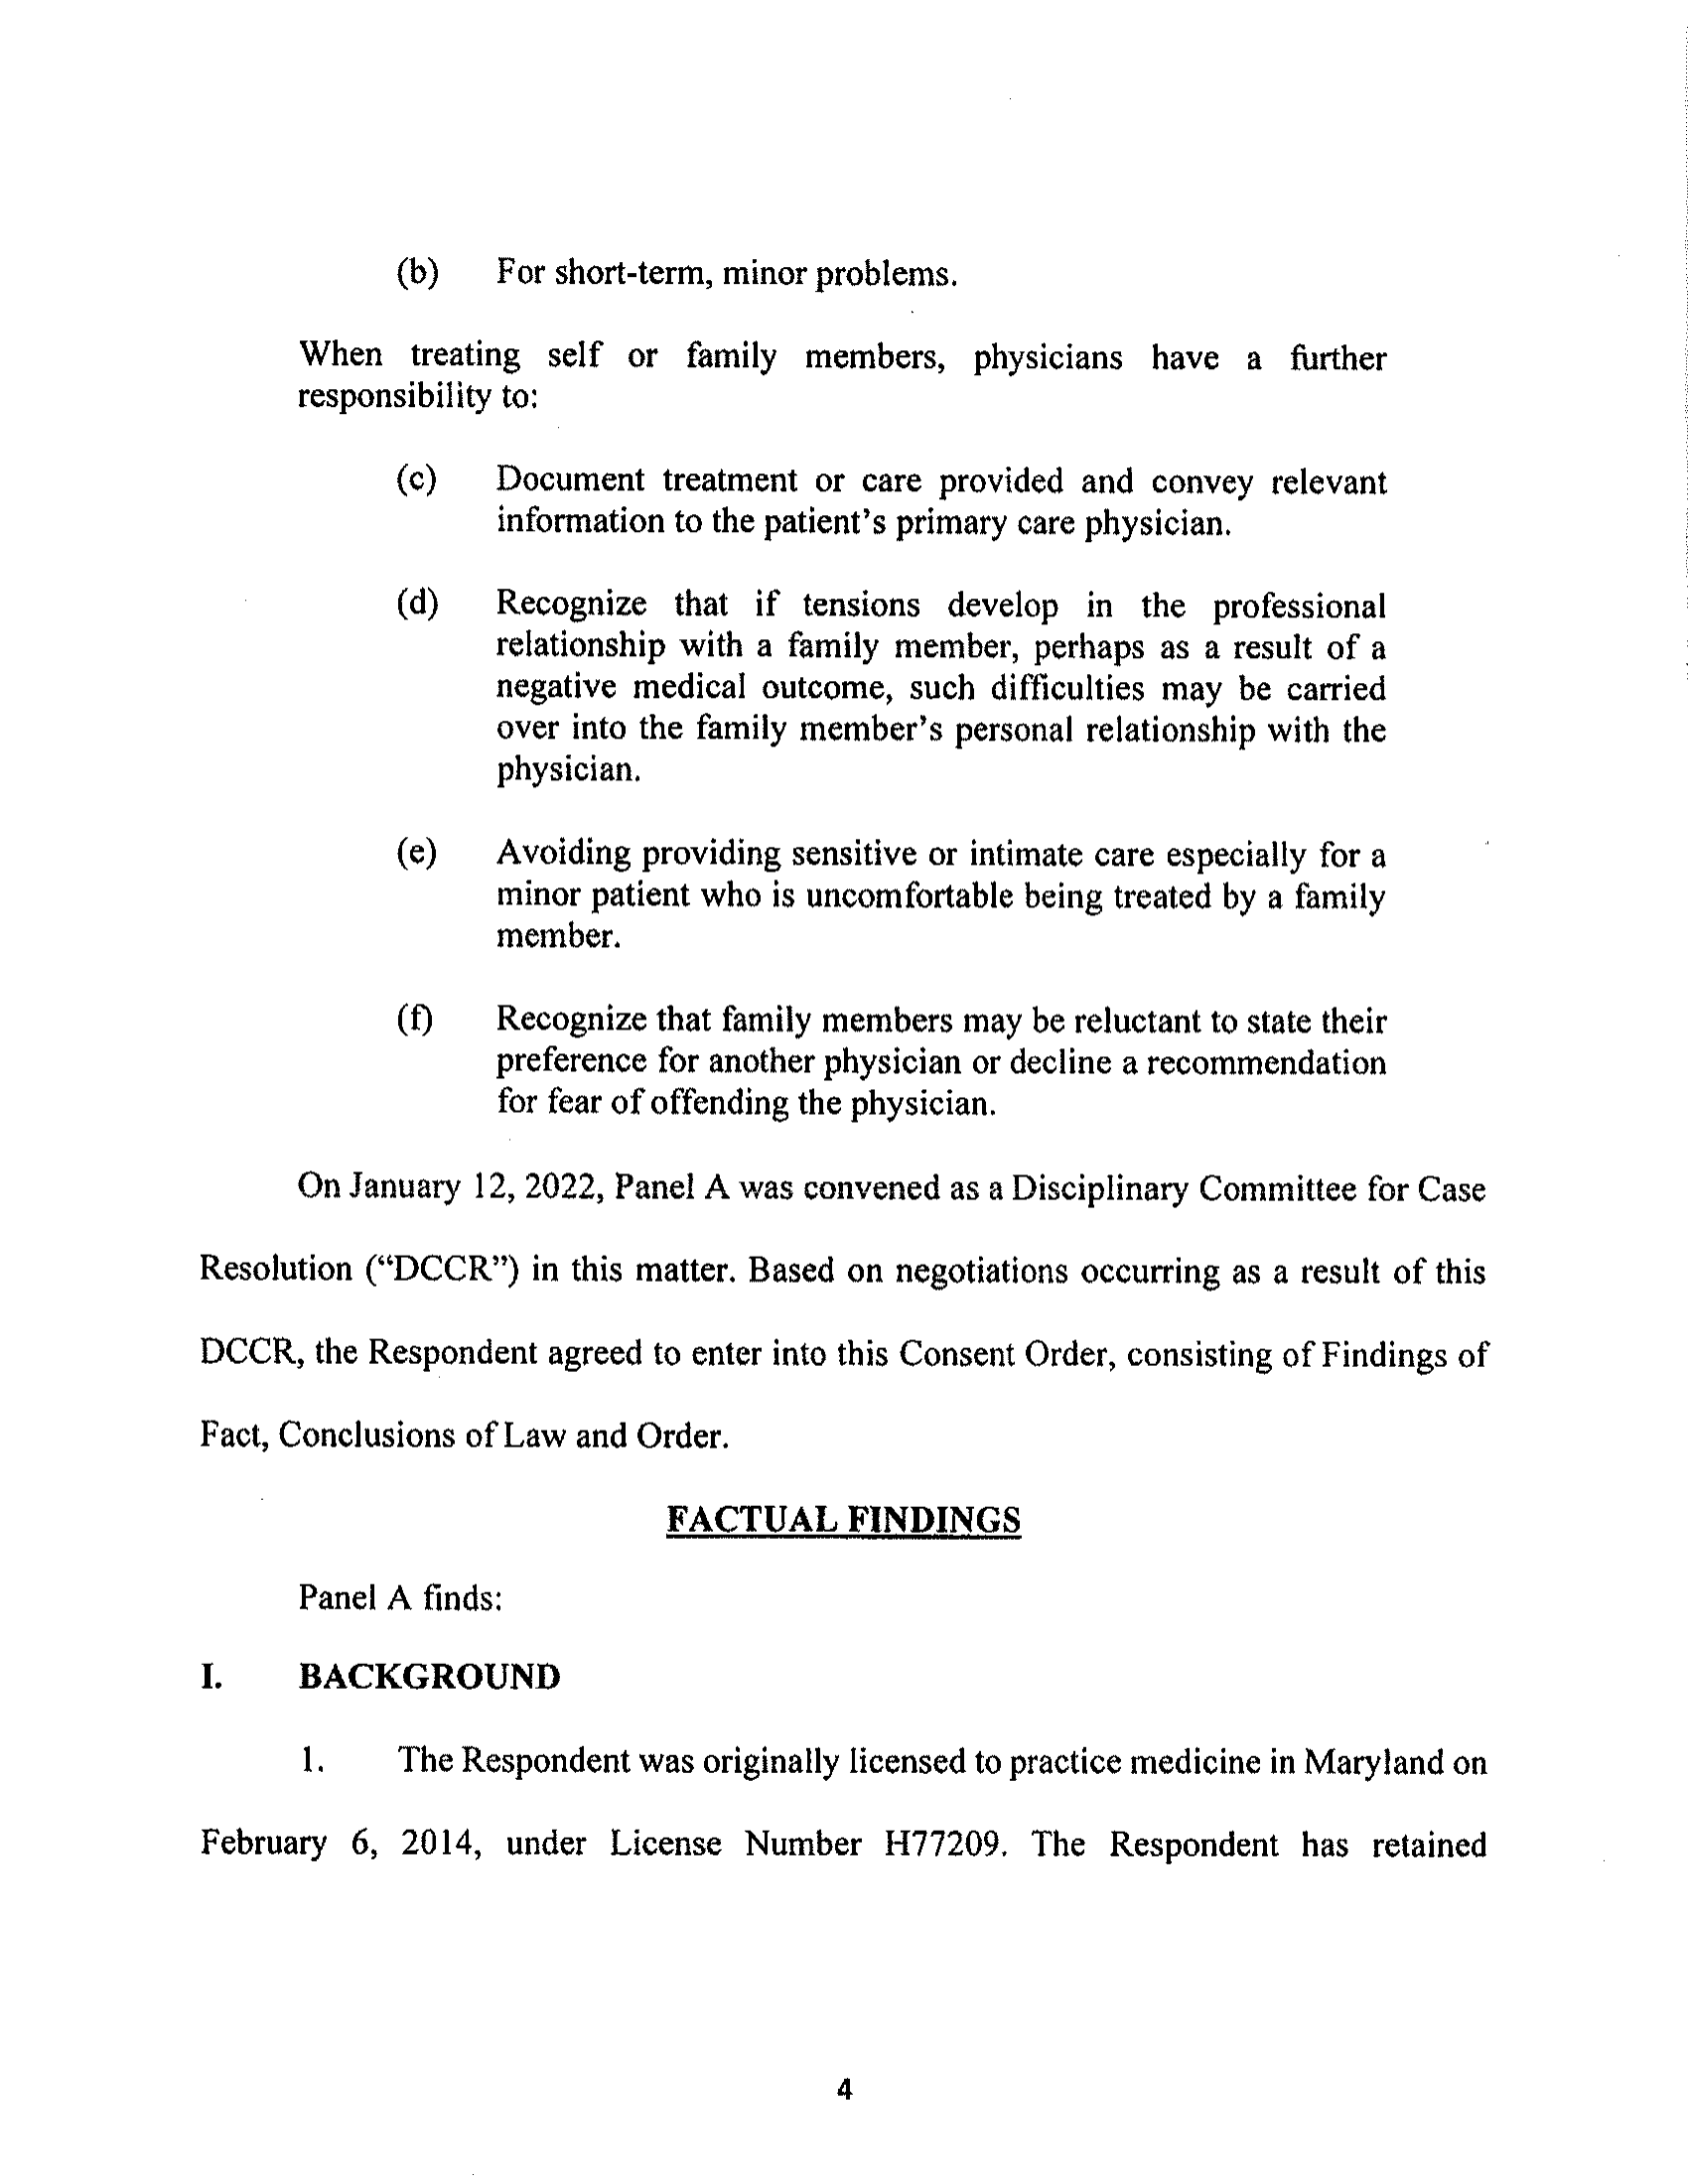 (b) For short-term, minor problems.
When treating self or family members, physicians have a further
responsibility to:
(c) Document treatment or care provided and convey relevant
information to the patient’s primary care physician.
(d) Recognize that if tensions develop in the professional
relationship with a family member, perhaps as a result of a
negative medical outcome, such difficulties may be carried
over into the family member’s personal relationship with the
physician.
(e) Avoiding providing sensitive or intimate care especially for a
minor patient who is uncomfortable being treated by a family
member.
(f) Recognize that family members may be reluctant to state their
preference for another physician or decline a recommendation
for fear of offending the physician.
On January 12, 2022, Panel A was convened as a Disciplinary Committee for Case
Resolution (“DCCR”) in this matter. Based on negotiations occurring as a result of this
DCCR, the Respondent agreed to enter into this Consent Order, consisting of Findings of
Fact, Conclusions of Law and Order.
FACTUAL FINDINGS
Panel A finds:
I. BACKGROUND
1. The Respondent was originally licensed to practice medicine in Maryland on
February 6, 2014, under License Number H77209. The Respondent has retained
4